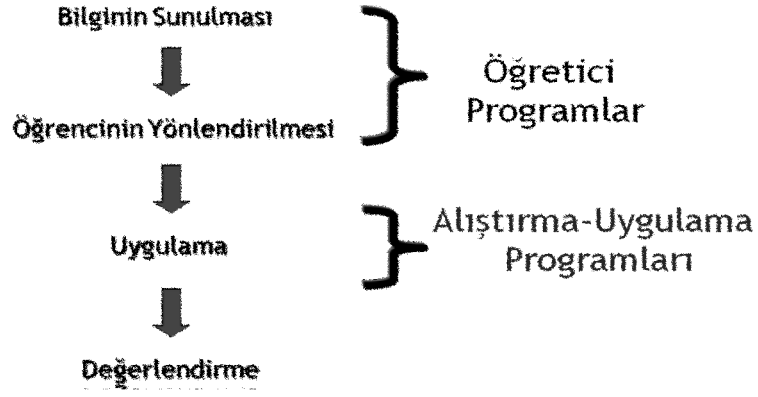 Bilginin Sunulması
Öğretici
Programlar
Öğrencinin Yönlendirilmesi
Alıştırma-Uygulama
Programları
Uygulama
Değerlendirme